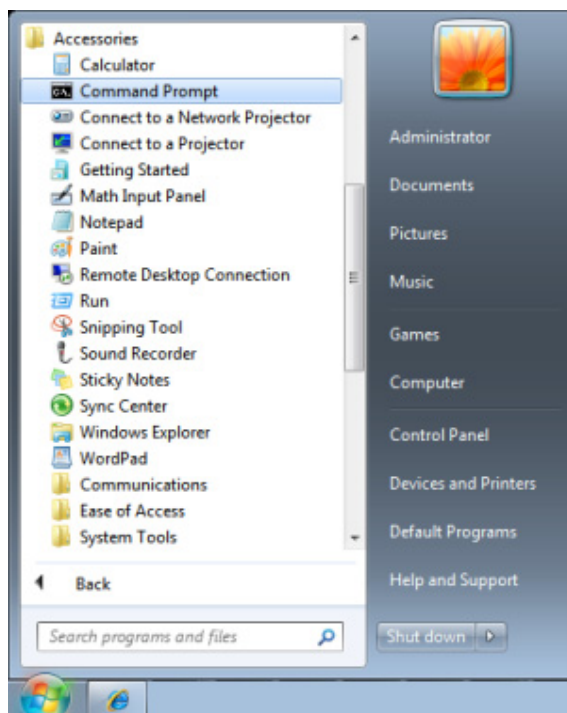 Accessories
Calculator
Command Prompt
Connect to a Network Projector
Connect to a Projector
Getting Started
Math Input Panel
Notepad
Paint
Remote Desktop Connection
Run
Snipping Tool
Sound Recorder
Sticky Notes
Sync Center
Windows Explorer
WordPad
Communications
Ease of Access
System Tools
Back
Search programs and files
Administrator
Documents
Pictures
Music
Games
Computer
Control Panel
Devices and Printers
Default Programs
Help and Support
Shut down